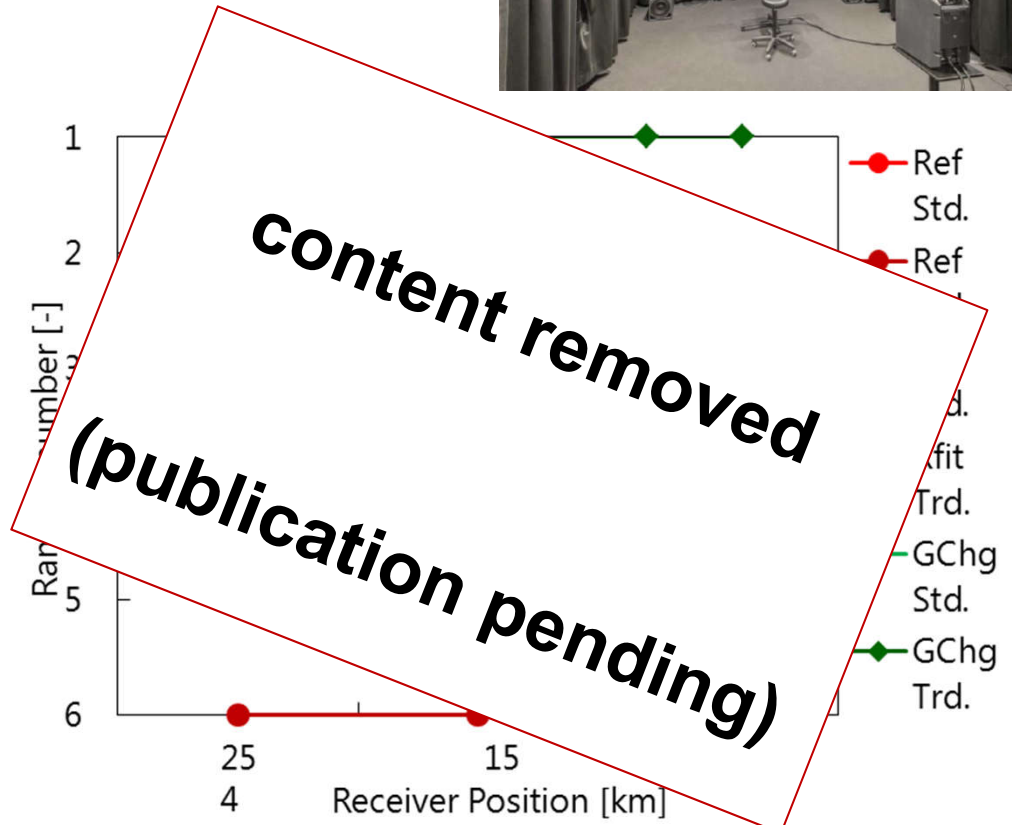 1
2
5
6
25
15
4
Receiver Position [km]
Ref
Std.
Ref
GChg
Std.
GChg
Trd.
Trd.
content removed
(publication pending)